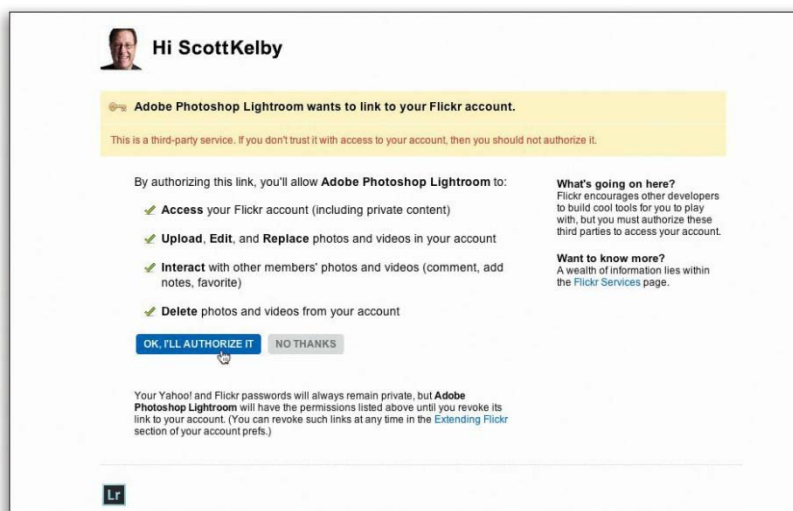 Hi ScottKelby
Adobe Photoshop Lightroom wants to link to your Flickr account.
This is a third-party service. If you don't trust it with access to your account, then you should not authorize it.
By authorizing this link, you'll allow Adobe Photoshop Lightroom to:
Access your Flickr account (including private content)
Upload, Edit, and Replace photos and videos in your account
Interact with other members' photos and videos (comment, add
notes, favorite)
Delete photos and videos from your account
OK, I'LL AUTHORIZE IT NO THANKS
Your Yahoo! and Flickr passwords will always remain private, but Adobe
Photoshop Lightroom will have the permissions listed above until you revoke its
link to your account. (You can revoke such links at any time in the Extending Flickr
section of your account prefs.)
What's going on here?
Flickr encourages other developers
to build cool tools for you to play
with, but you must authorize these
third parties to access your account.
Want to know more?
A wealth of information lies within
the Flickr Services page.
Lr